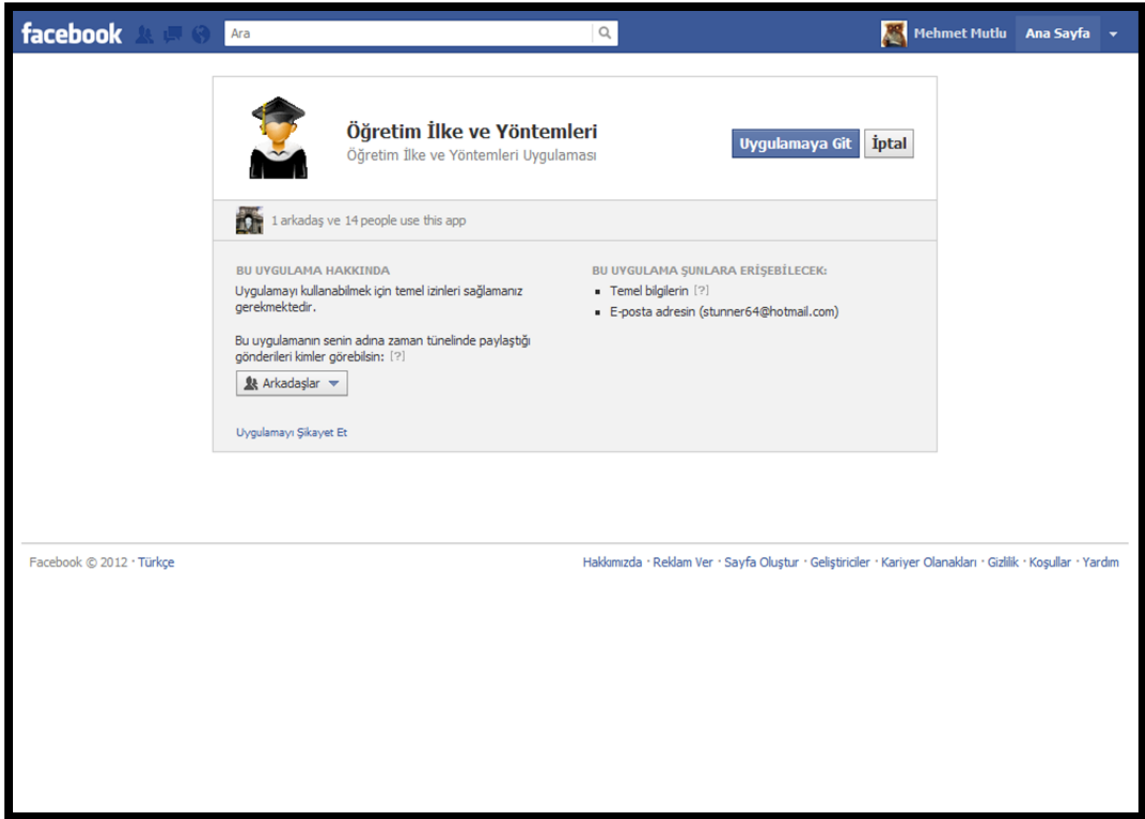 facebook
Ara
Mehmet Mutlu Ana Sayfa
Öğretim İlke ve Yöntemleri
Öğretim İlke ve Yöntemleri Uygulaması
Uygulamaya Git İptal
1 arkadaş ve 14 people use this app
BU UYGULAMA HAKKINDA
Uygulamayı kullanabilmek için temel izinleri sağlamanız
gerekmektedir.
Bu uygulamanın senin adına zaman tünelinde paylaştığı
gönderileri kimler görebilsin: [?]
Arkadaşlar
Uygulamayı Şikayet Et
BU UYGULAMA ŞUNLARA ERİŞEBİLECEK:
Temel bilgilerin [?]
E-posta adresin (stunner64@hotmail.com)
Facebook © 2012 · Türkçe
Hakkımızda · Reklam Ver · Sayfa Oluştur · Geliştiriciler · Kariyer Olanakları · Gizlilik · Koşullar · Yardım